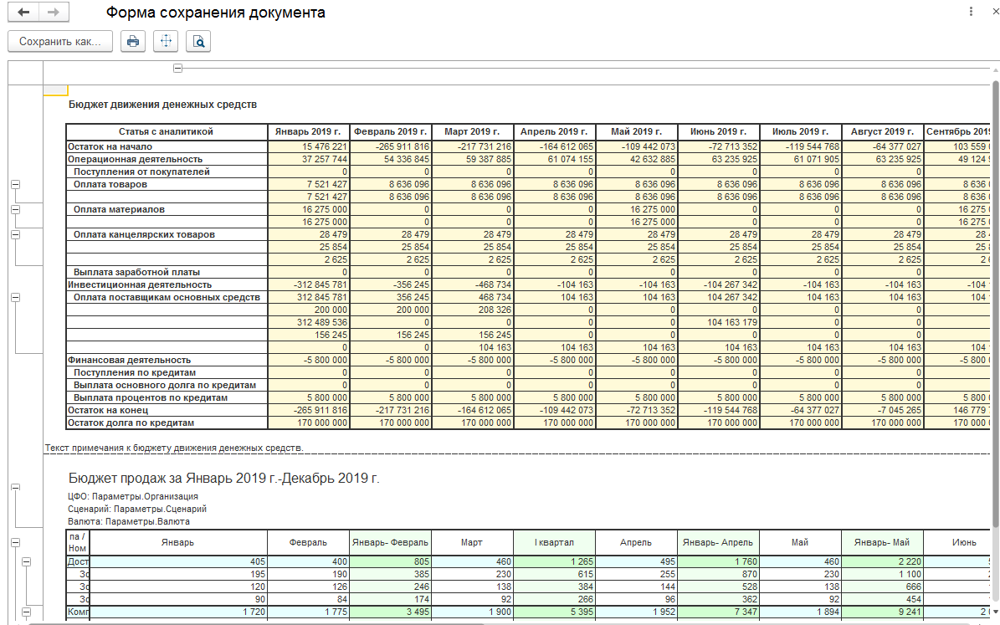 Форма сохранения документа
Сохранить как...
Бюджет движения денежных средств
Статья с аналитикой Январь 2019 г. Февраль 2019 г. Март 2019 г. Апрель 2019 г. Май 2019 г. Июнь 2019 г. Июль 2019 г. Август 2019 г. Сентябрь 2019
Остаток на начало 15 476 221 -265 911 816 -217 731 216 -164 612 065 -109 442 073 -72 713 352 -119 544 768 -64 377 027 103 559
Операционная деятельность 37 257 744 54 336 845 59 387 885 61 074 155 42 632 885 63 235 925 61 071 905 63 235 925 49 124
Поступления от покупателей 0 0 0 0 0 0 0 0
Оплата товаров 7 521 427 8 636 096 8 636 096 8 636 096 8 636 096 8 636 096 8 636 096 8 636 096 8 636
7 521 427 8 636 096 8 636 096 8 636 096 8 636 096 8 636 096 8 636 096 8 636 096 8 636
Оплата материалов 16 275 000 0 0 0 16 275 000 0 0 0 16 275
16 275 000 0 0 0 16 275 000 0 0 0 16 275
Оплата канцелярских товаров 28 479 28 479 28 479 28 479 28 479 28 479 28 479 28 479 28
25 854 25 854 25 854 25 854 25 854 25 854 25 854 25 854 25
2 625 2 625 2 625 2 625 2 625 2 625 2 625 2 625 2
Выплата заработной платы 0 0 0 0 0 0 0 0
Инвестиционная деятельность -312 845 781 -356 245 -468 734 -104 163 -104 163 -104 267 342 -104 163 -104 163 -104
Оплата поставщикам основных средств 312 845 781 356 245 468 734 104 163 104 163 104 267 342 104 163 104 163 104
200 000 200 000 208 326 0 0 0 0 0
312 489 536 0 0 0 0 104 163 179 0 0
156 245 156 245 156 245 0 0 0 0 0
0 0 104 163 104 163 104 163 104 163 104 163 104 163 104
Финансовая деятельность -5 800 000 -5 800 000 -5 800 000 -5 800 000 -5 800 000 -5 800 000 -5 800 000 -5 800 000 -5 800
Поступления по кредитам 0 0 0 0 0 0 0 0
Выплата основного долга по кредитам 0 0 0 0 0 0 0 0
Выплата процентов по кредитам 5 800 000 5 800 000 5 800 000 5 800 000 5 800 000 5 800 000 5 800 000 5 800 000 5 800
Остаток на конец -265 911 816 -217 731 216 -164 612 065 -109 442 073 -72 713 352 -119 544 768 -64 377 027 -7 045 265 146 779
Остаток долга по кредитам 170 000 000 170 000 000 170 000 000 170 000 000 170 000 000 170 000 000 170 000 000 170 000 000 170 000
Текст примечания к бюджету движения денежных средств.
Бюджет продаж за Январь 2019 г.-Декабрь 2019 г.
ЦФО: Параметры.Организация
Сценарий: Параметры.Сценарий
Валюта: Параметры.Валюта
па / Ном Январь Февраль Январь- Февраль Март I квартал Апрель Январь- Апрель Май Январь- Май Июнь
Дост 405 400 805 460 1 265 495 1 760 460 2 220
Зс 195 190 385 230 615 255 870 230 1 100
Зс 120 126 246 138 384 144 528 138 666
Зс 90 84 174 92 266 96 362 92 454
Комп 1 720 1 775 3 495 1 900 5 395 1 952 7 347 1 894 9 241 2